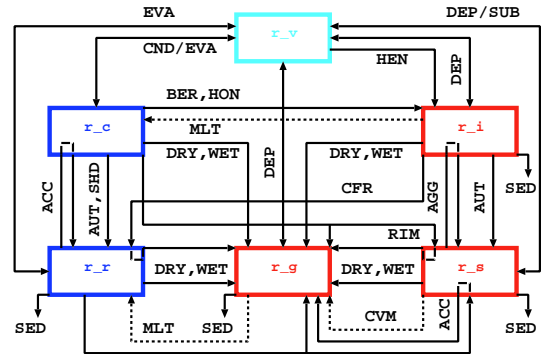 EVA
DEP/SUB
r_v
CND/EVA
HEN
DEP
BER,HON
r_c
r_i
MLT
DRY,WET
DEP
DRY,WET
ACC
AUT,SHD
CFR
AGG
AUT
SED
RIM
r_r
DRY,WET
r_g
DRY,WET
r_s
SED
MLT
SED
CVM
ACC
SED